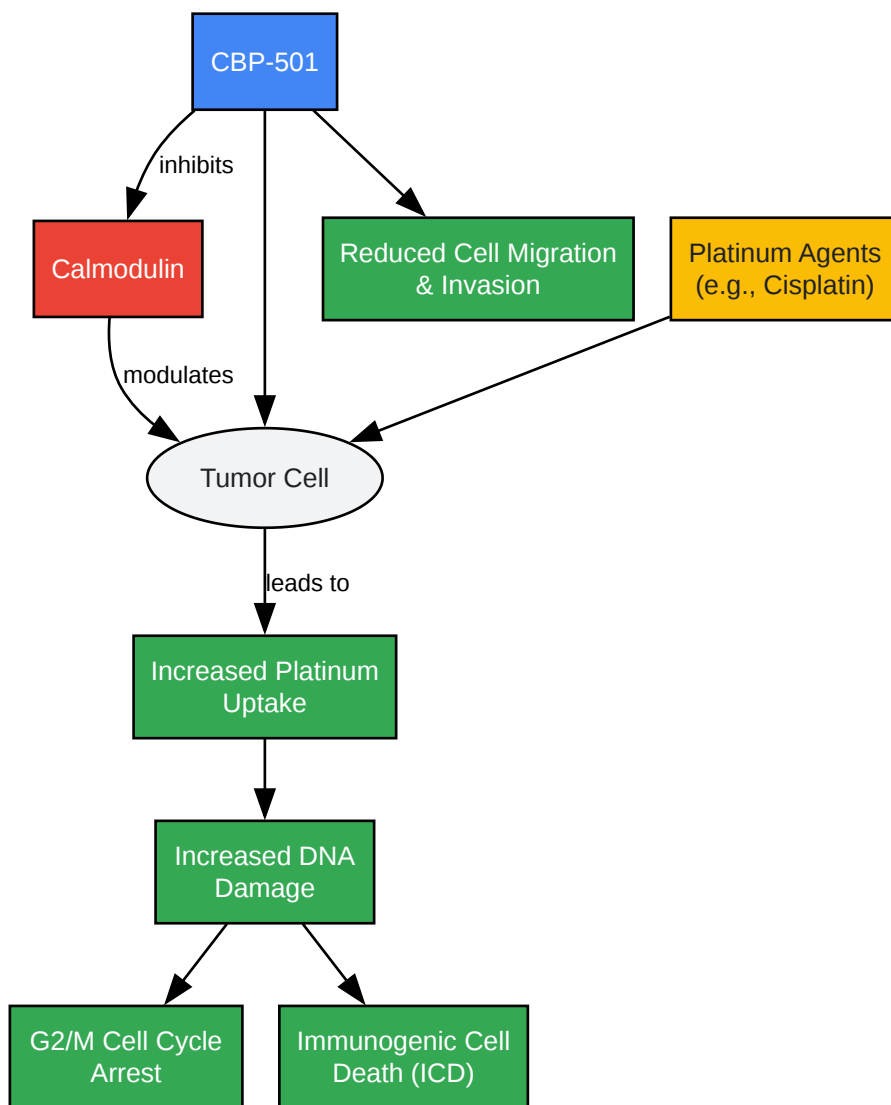 CBP-501
inhibits
Calmodulin
Reduced Cell Migration
& Invasion
Platinum Agents
(e.g., Cisplatin)
modulates
Tumor Cell
leads to
Increased Platinum
Uptake
Increased DNA
Damage
G2/M Cell Cycle
Arrest
Immunogenic Cell
Death (ICD)